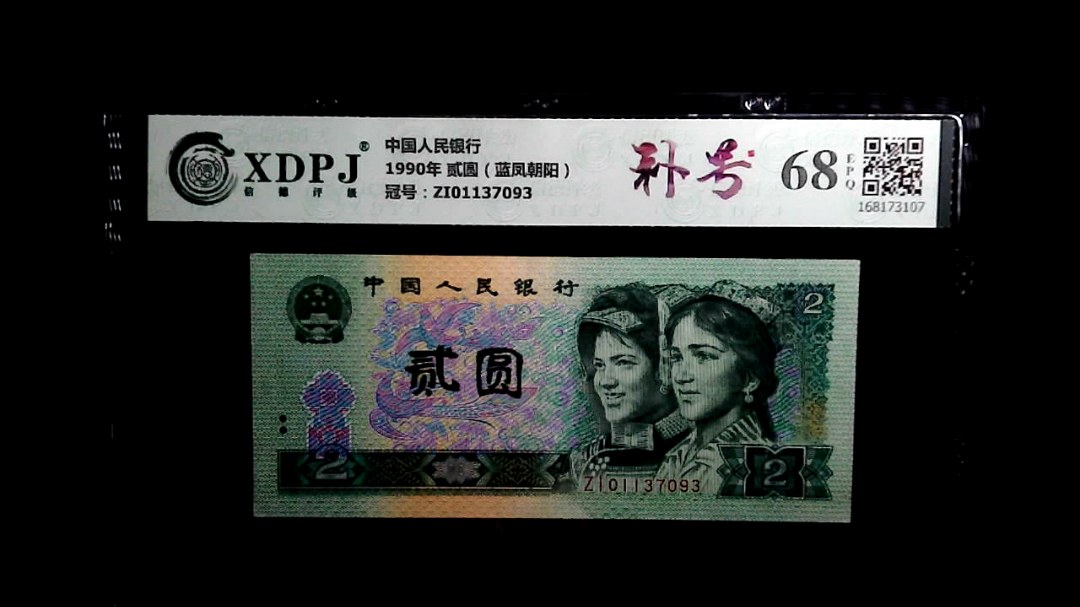 XDPJ®
信德评级
中国人民银行
1990年 贰圆（蓝凤朝阳）
冠号：ZI01137093
补号
68
EPQ
168173107
中国人民银行
2
贰圆
2
ZI01137093
2